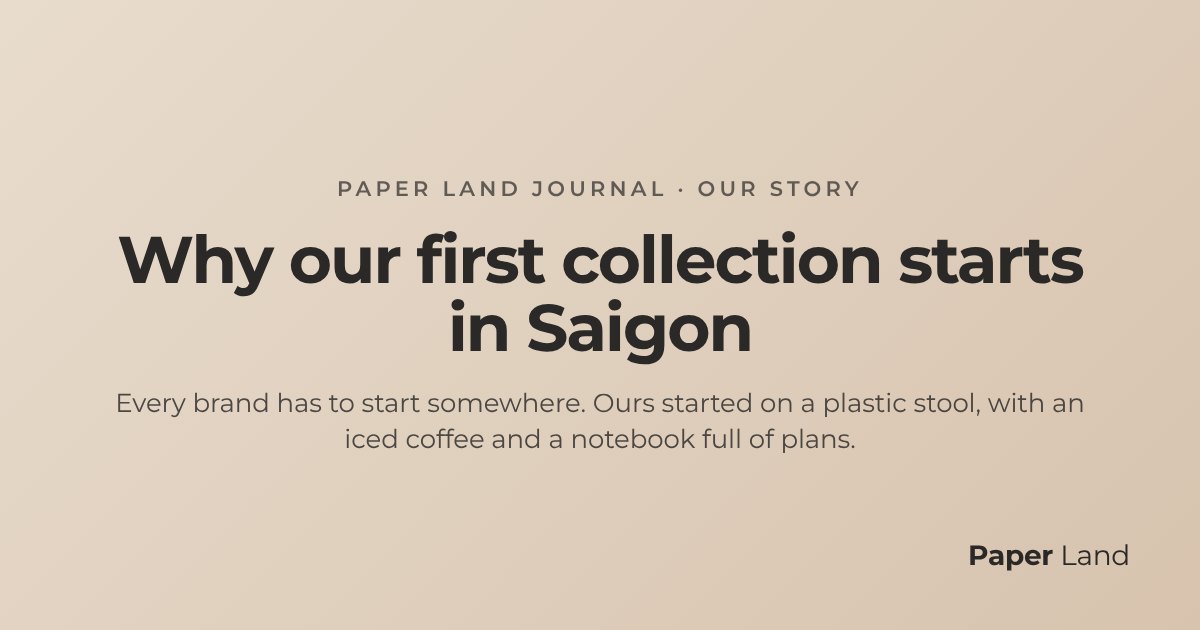 PAPER LAND JOURNAL · OUR STORY
Why our first collection starts
in Saigon
Every brand has to start somewhere. Ours started on a plastic stool, with an
iced coffee and a notebook full of plans.
Paper Land